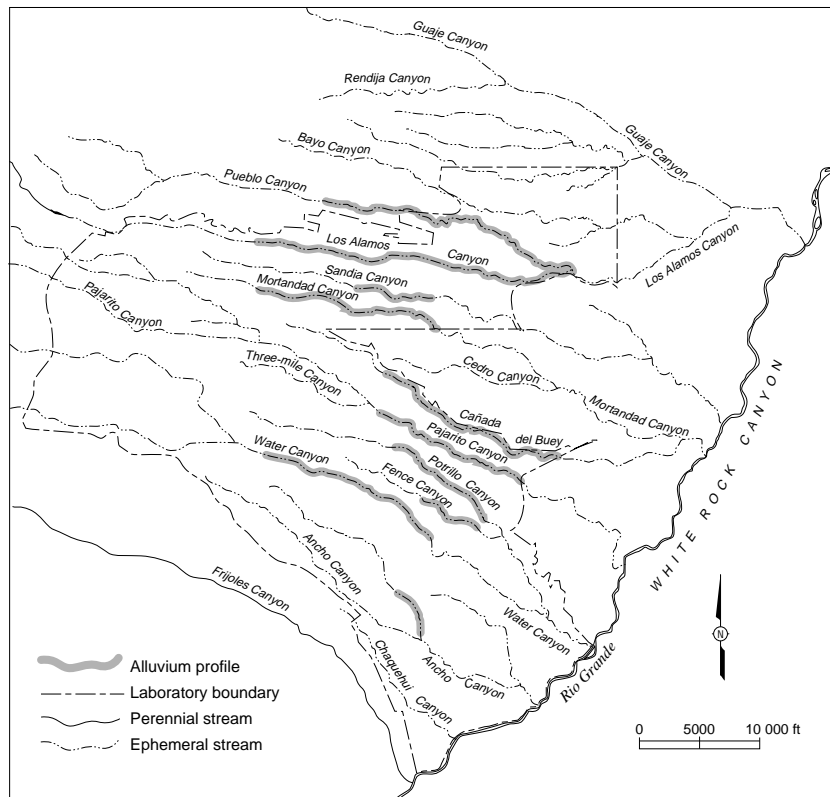 Guaje Canyon
Rendija Canyon
Bayo Canyon
Guaje Canyon
Pueblo Canyon
Los Alamos
Canyon
Los Alamos Canyon
Sandia Canyon
Mortandad Canyon
Pajarito Canyon
Three-mile Canyon
Cedro Canyon
Mortandad Canyon
Cañada
del Buey
Pajarito Canyon
Water Canyon
Potrillo Canyon
Fence Canyon
WHITE ROCK CANYON
Ancho Canyon
Frijoles Canyon
Water Canyon
Chaquehui
Canyon
Ancho
Canyon
Rio Grande
N
Alluvium profile
Laboratory boundary
Perennial stream
Ephemeral stream
0 5000 10 000 ft